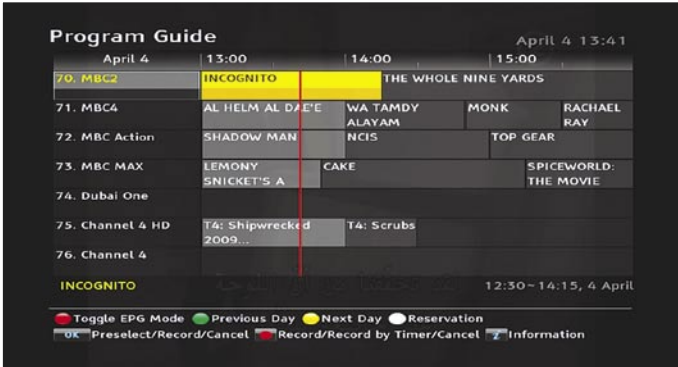 Program Guide
April 4 13:41
April 4 13:00 14:00 15:00
70. MBC2 INCOGNITO THE WHOLE NINE YARDS
71. MBC4 AL HELM AL DAE'E WA TAMDY ALAYAM MONK RACHAEL RAY
72. MBC Action SHADOW MAN NCIS TOP GEAR
73. MBC MAX LEMONY SNICKET'S A CAKE SPICEWORLD: THE MOVIE
74. Dubai One
75. Channel 4 HD T4: Shipwrecked 2009... T4: Scrubs
76. Channel 4
INCOGNITO 12:30~14:15, 4 April
Toggle EPG Mode Previous Day Next Day Reservation
OK Preselect/Record/Cancel Record/Record by Timer/Cancel i Information